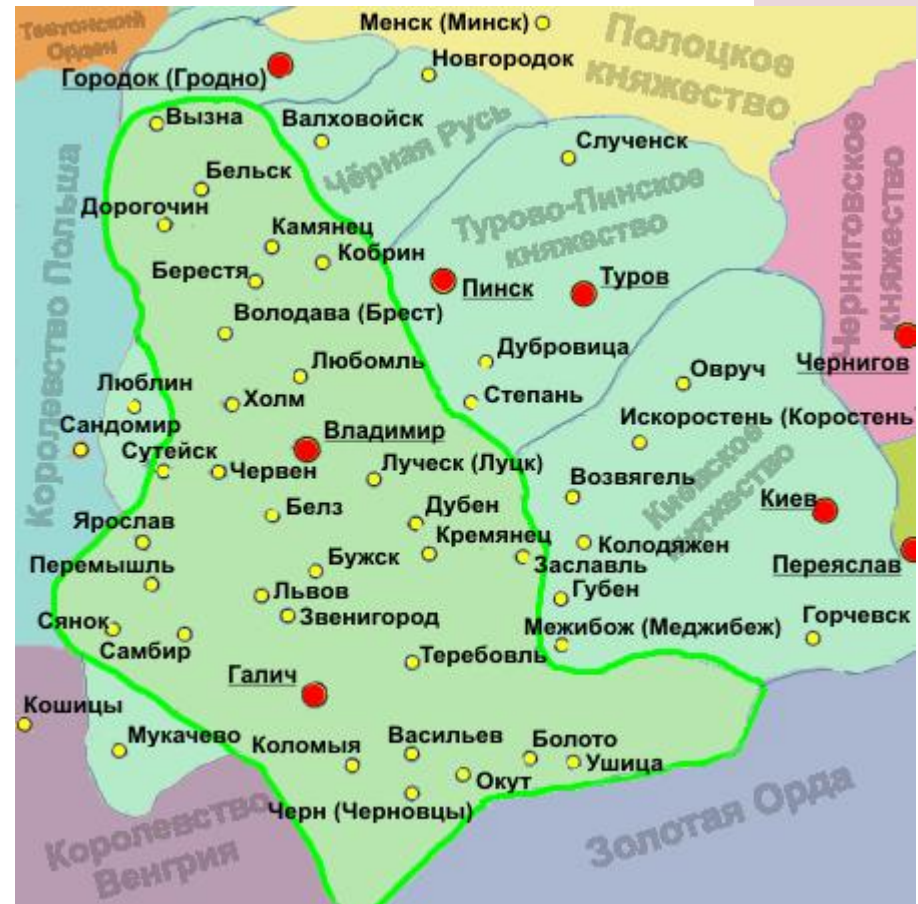 Тевтонский
Орден
Менск (Минск)
Полоцкое
княжество
Городок (Гродно)
Новгородок
Вызна
Валховойск
Чёрная Русь
Слученск
Черниговское
княжество
Бельск
Дорогочин
Турово-Пинское
княжество
Королевство Польша
Камянец
Кобрин
Берестя
Пинск
Туров
Володава (Брест)
Чернигов
Любомль
Дубровица
Овруч
Люблин
Холм
Степань
Искоростень (Коростень
Сандомир
Владимир
Сутейск
Червен
Луческ (Луцк)
Возвягель
Киевское
княжество
Киев
Белз
Дубен
Ярослав
Кремянец
Колодяжен
Переяслав
Перемышль
Бужск
Заславль
Львов
Губен
Звенигород
Горчевск
Сянок
Самбир
Межибож (Меджибеж)
Теребовль
Галич
Кошицы
Мукачево
Коломыя
Васильев
Болото
Ушица
Окут
Черн (Черновцы)
Королевство
Венгрия
Золотая Орда